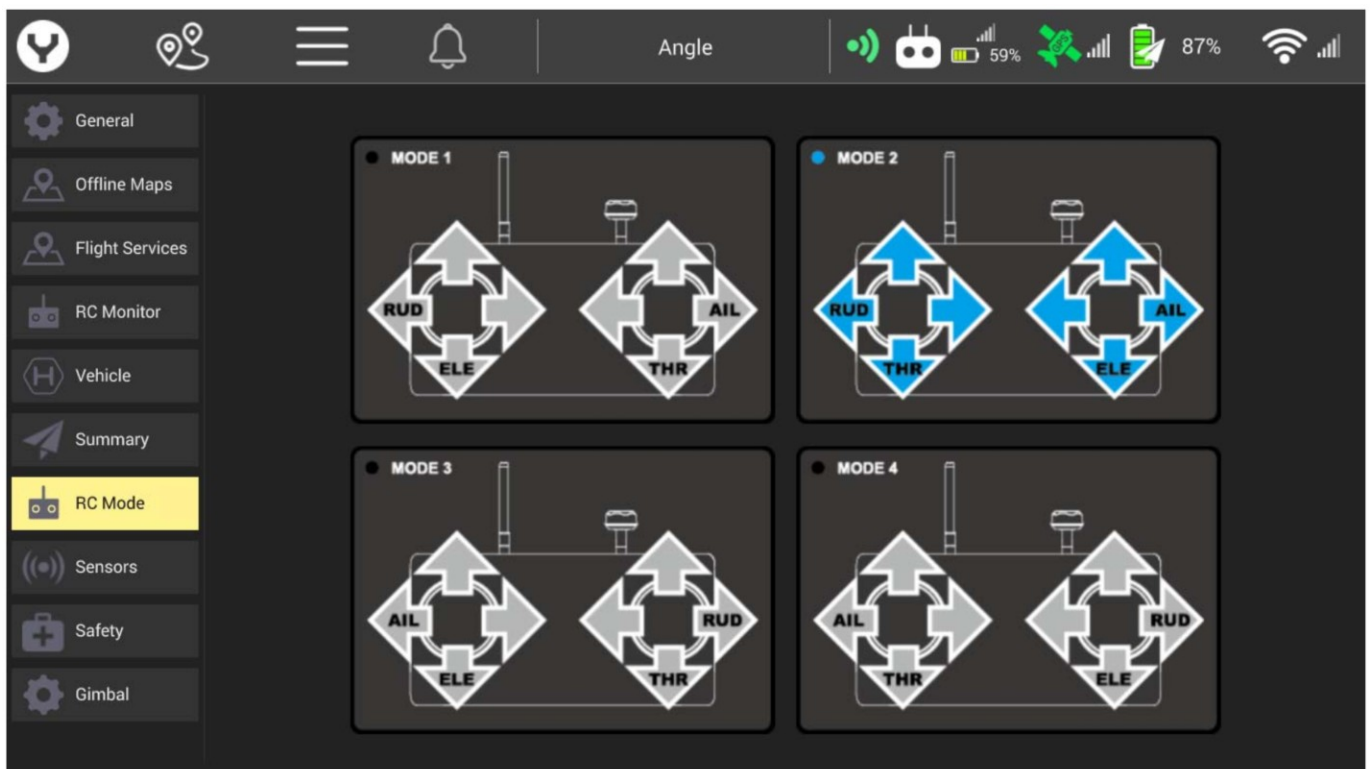 Angle
59%
GPS
87%
General
Offline Maps
Flight Services
RC Monitor
Vehicle
Summary
RC Mode
Sensors
Safety
Gimbal
MODE 1
RUD
AIL
ELE
THR
MODE 2
RUD
AIL
THR
ELE
MODE 3
AIL
RUD
ELE
THR
MODE 4
AIL
RUD
THR
ELE